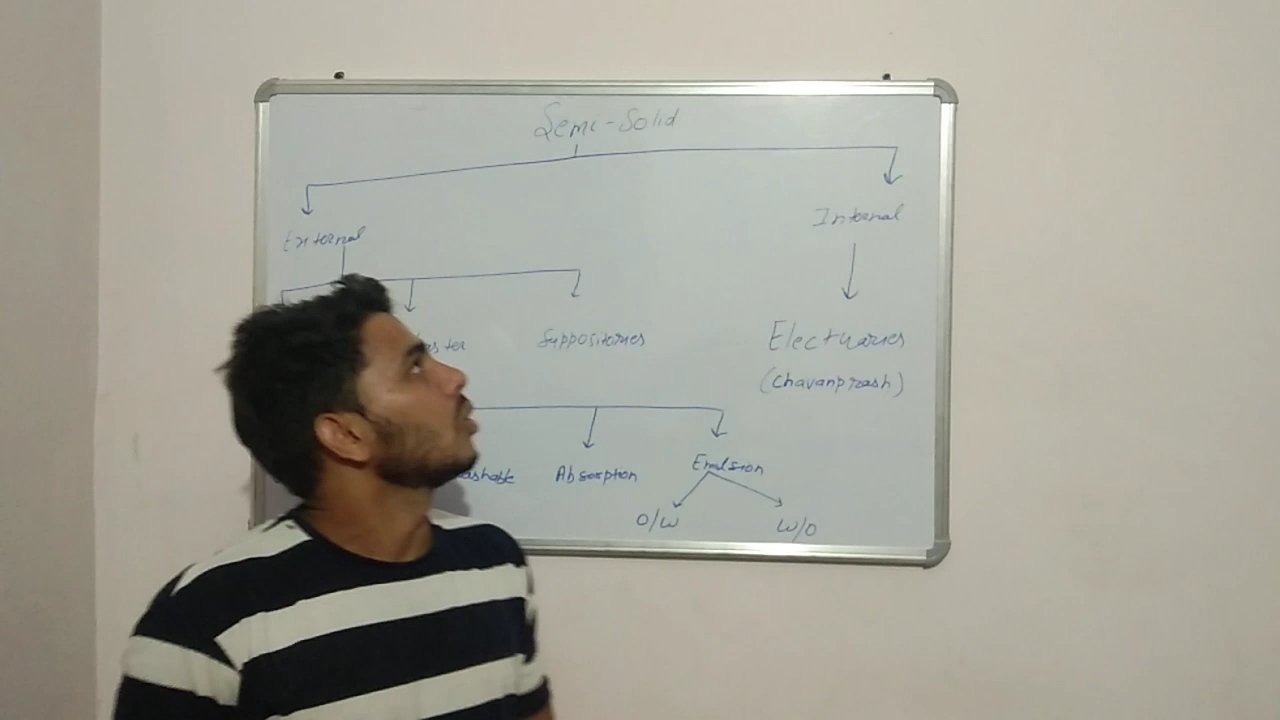 Semi-Solid
External
Internal
Suppositories
Electuaries
(Chavanprash)
Absorption
Emulsion
O/W
W/O